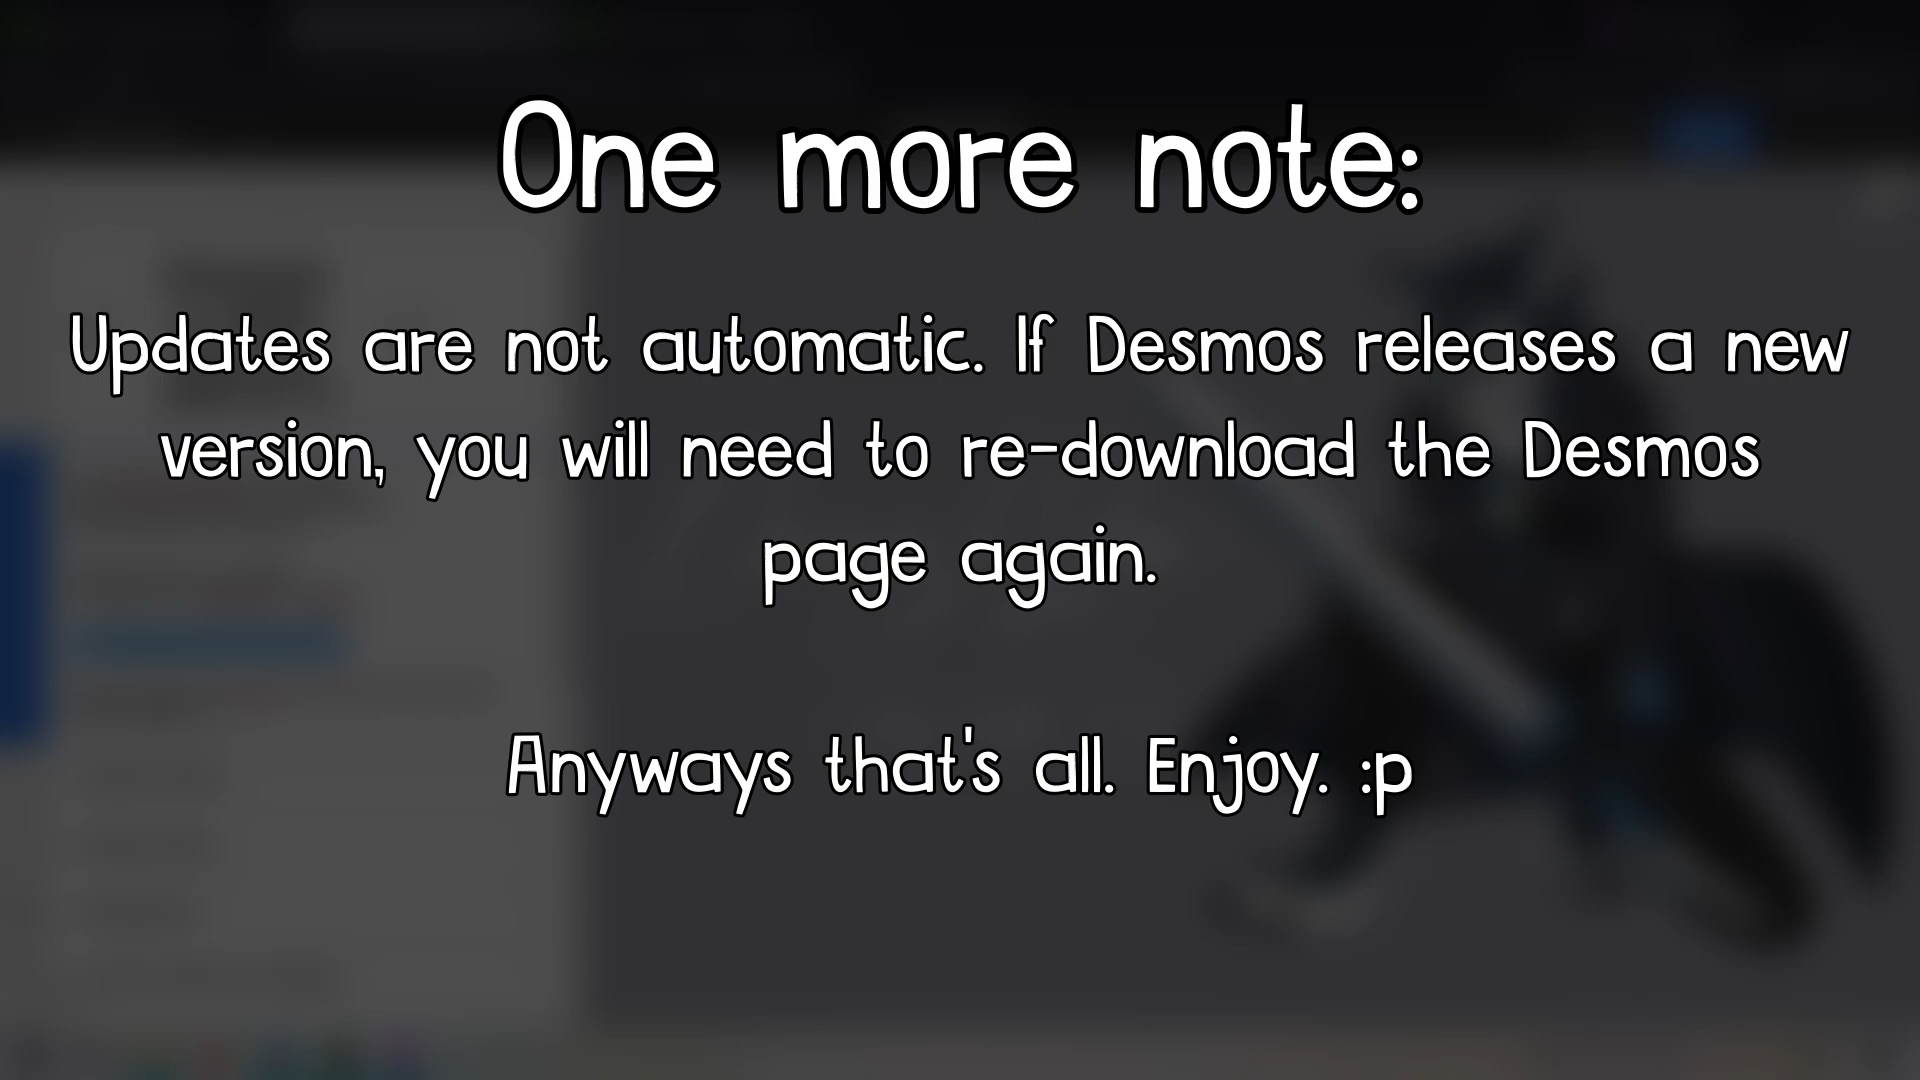 One more note:
Updates are not automatic. If Desmos releases a new
version, you will need to re-download the Desmos
page again.
Anyways that's all. Enjoy. :p